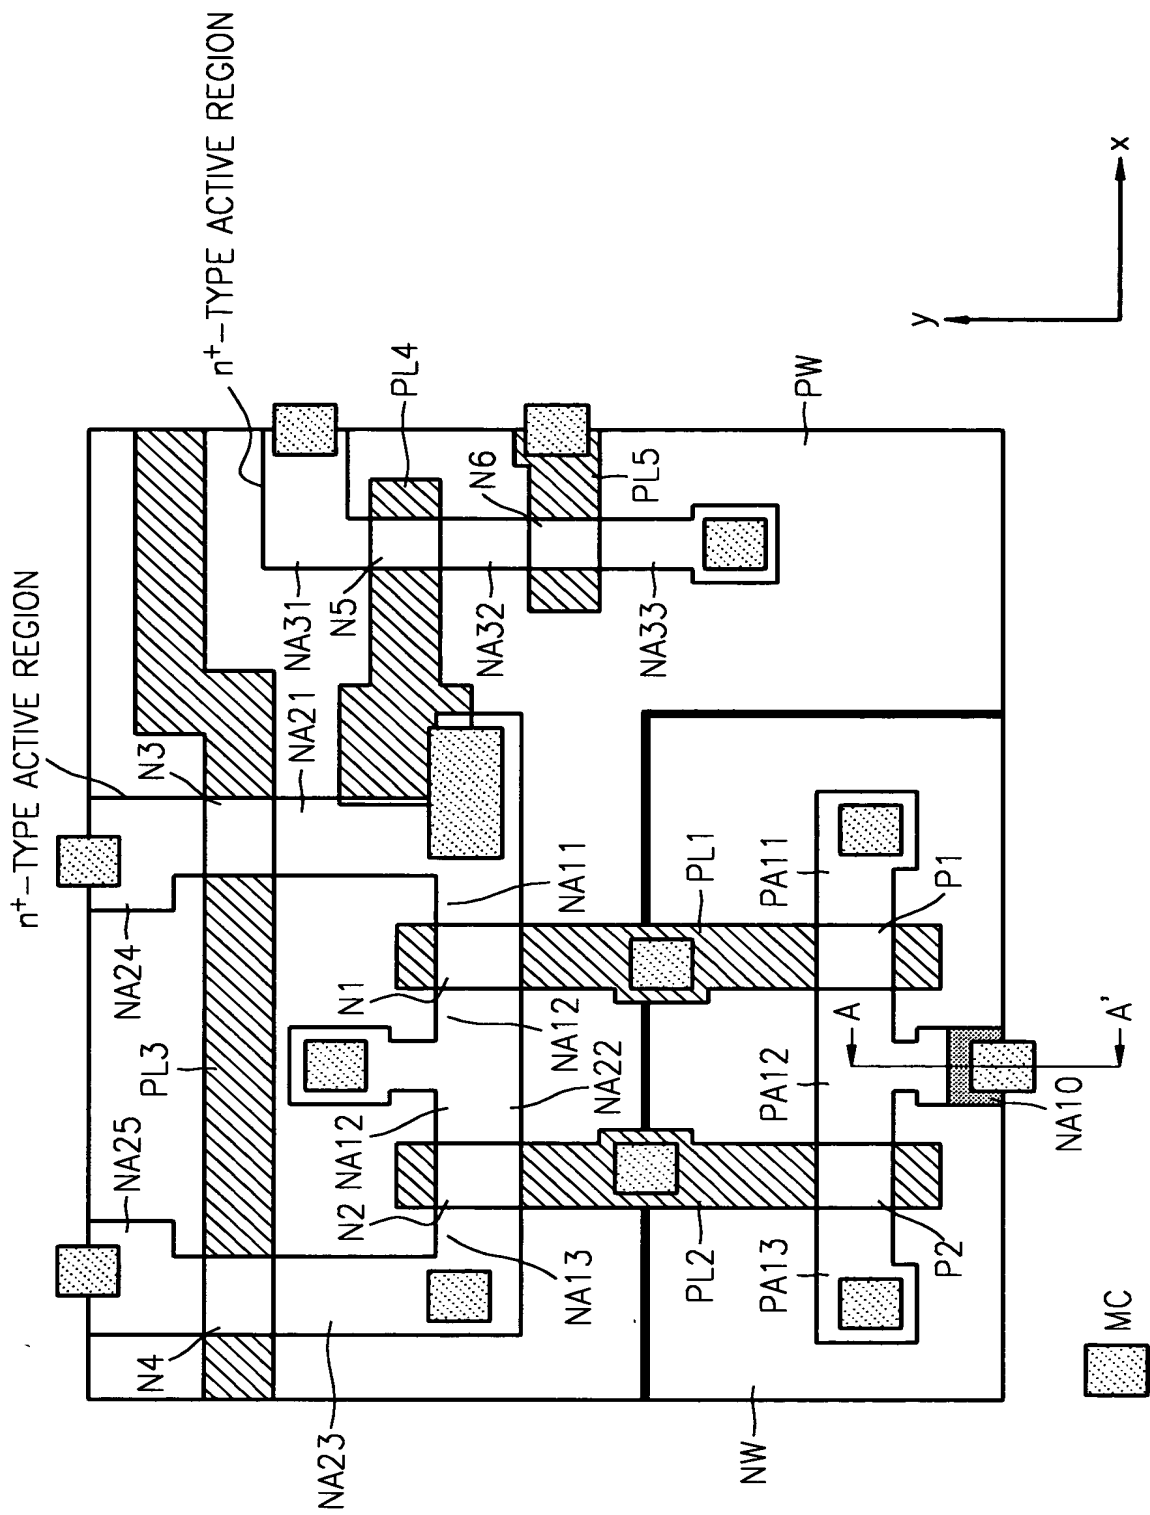 n+-TYPE ACTIVE REGION
n+-TYPE ACTIVE REGION
N4
NA25
PL3
NA24
N3
NA23
N2
NA12
N1
NA21
NA31
N5
PL4
NA13
NA22
NA12
NA11
NA32
N6
PL2
PL1
NA33
PL5
NW
PA13
PA12
PA11
PW
P2
A
P1
y
NA10
A'
x
MC